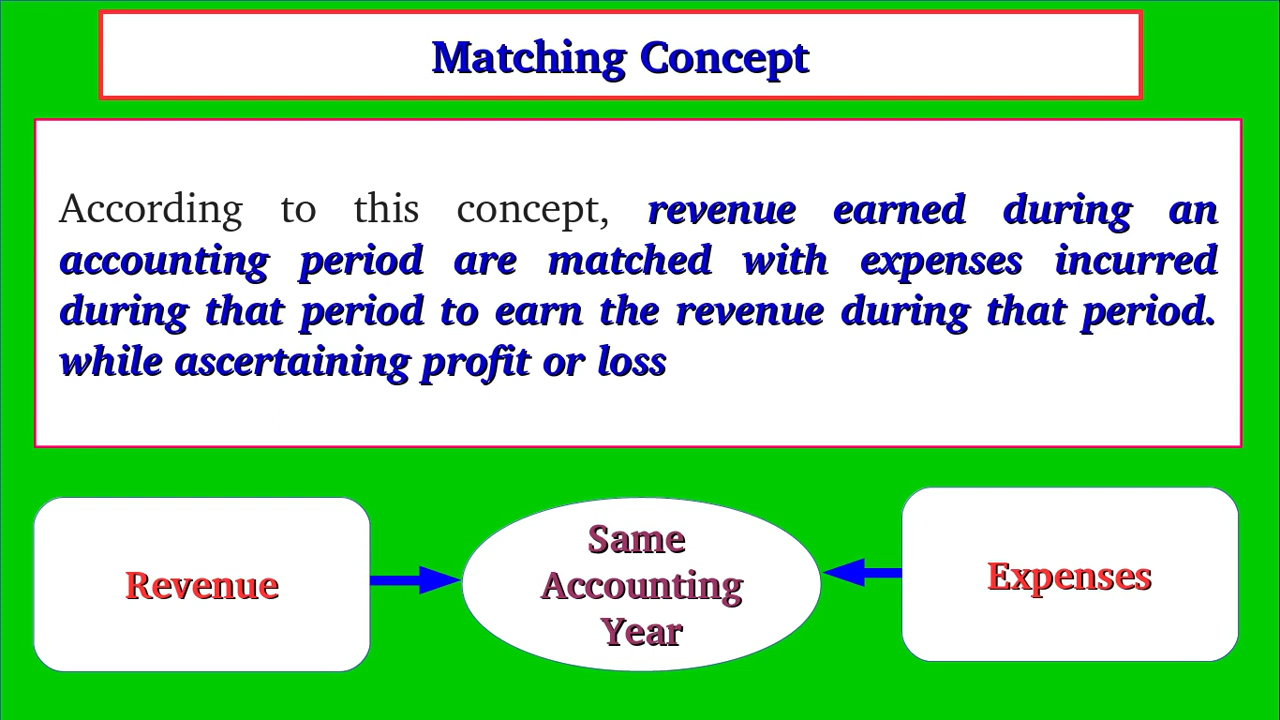 Matching Concept
According to this concept, revenue earned during an
accounting period are matched with expenses incurred
during that period to earn the revenue during that period.
while ascertaining profit or loss
Revenue
Same
Accounting
Year
Expenses